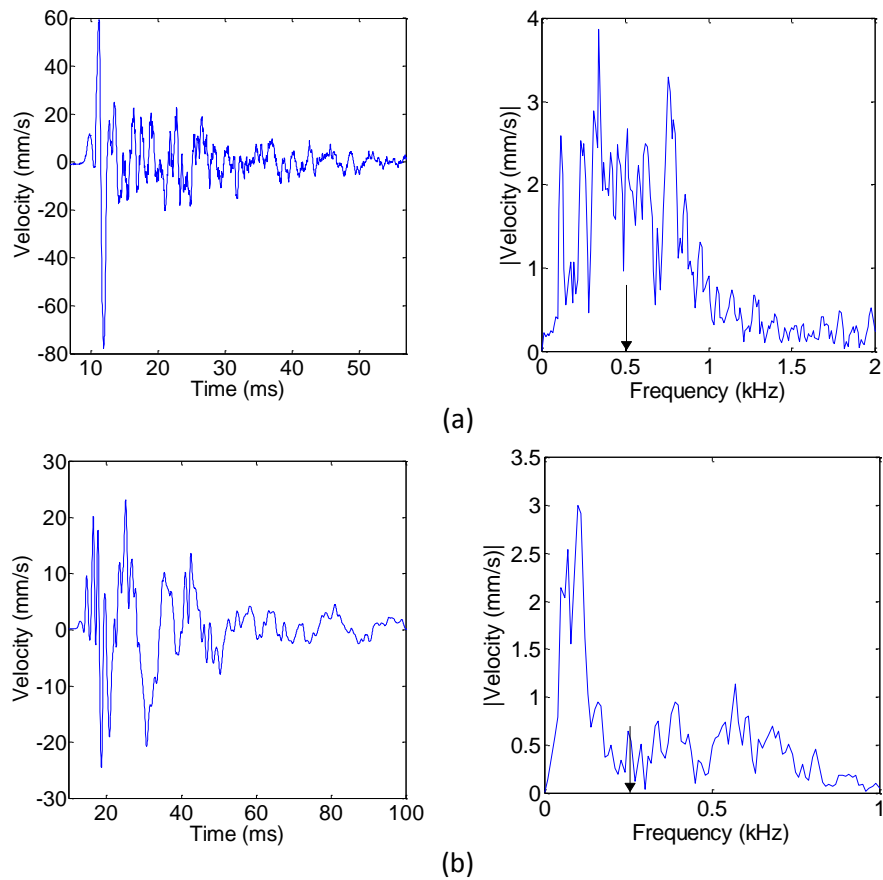 60
40
20
0
-20
-40
-60
-80
10 20 30 40 50
Time (ms)
Velocity (mm/s)
4
3
2
1
0
0 0.5 1 1.5 2
Frequency (kHz)
|Velocity (mm/s)|
(a)
30
20
10
0
-10
-20
-30
10 20 40 60 80 100
Time (ms)
Velocity (mm/s)
3.5
3
2.5
2
1.5
1
0.5
0
0 0.5 1
Frequency (kHz)
|Velocity (mm/s)|
(b)